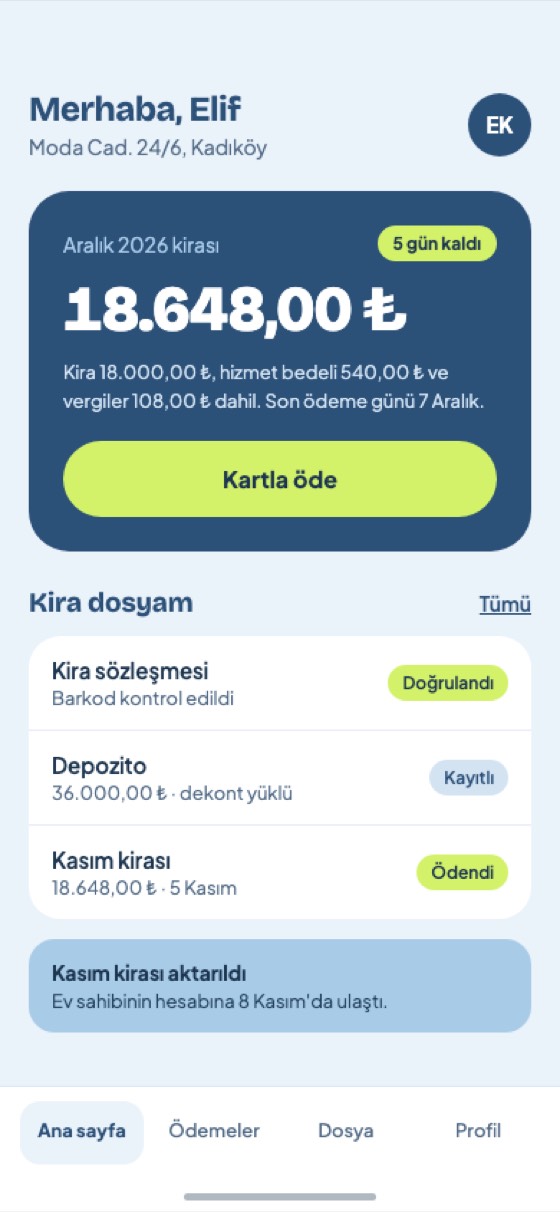 Merhaba, Elif
Moda Cad. 24/6, Kadıköy
EK
Aralık 2026 kirası
5 gün kaldı
18.648,00 ₺
Kira 18.000,00 ₺, hizmet bedeli 540,00 ₺ ve
vergiler 108,00 ₺ dahil. Son ödeme günü 7 Aralık.
Kartla öde
Kira dosyam
Tümü
Kira sözleşmesi
Barkod kontrol edildi
Doğrulandı
Depozito
36.000,00 ₺ · dekont yüklü
Kayıtlı
Kasım kirası
18.648,00 ₺ · 5 Kasım
Ödendi
Kasım kirası aktarıldı
Ev sahibinin hesabına 8 Kasım'da ulaştı.
Ana sayfa
Ödemeler
Dosya
Profil